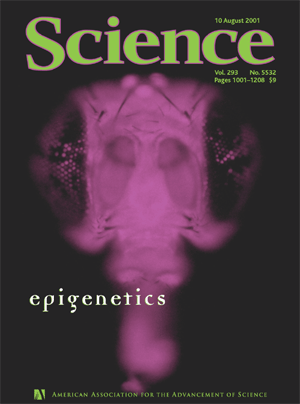 10 August 2001
Science
Vol. 293 No. 5532
Pages 1001–1208 $9
epigenetics
American Association for the Advancement of Science